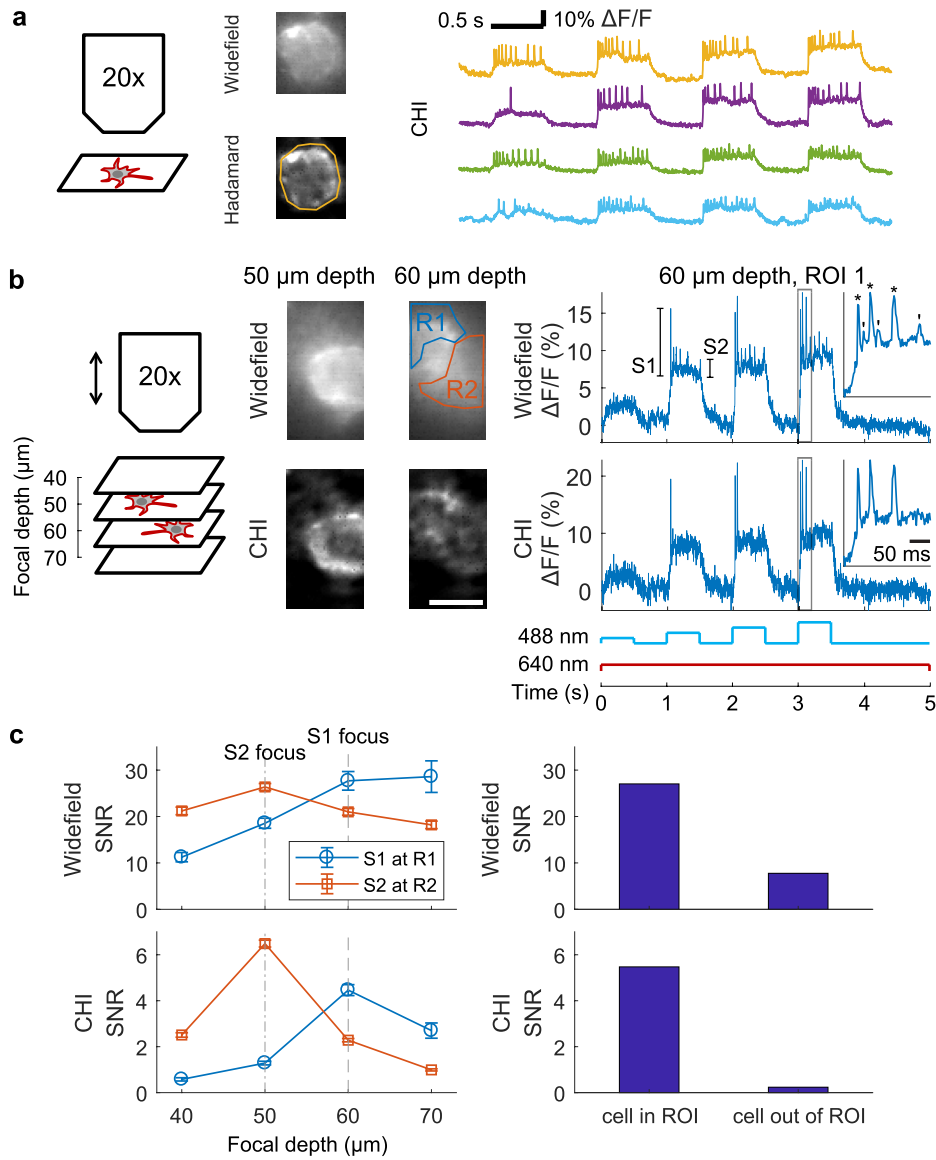 a
20x
Widefield
Hadamard
0.5 s
10% ΔF/F
CHI
b
50 µm depth
60 µm depth
60 µm depth, ROI 1
20x
Focal depth (µm)
40
50
60
70
Widefield
R1
R2
CHI
Widefield
ΔF/F (%)
15
10
5
0
S1
S2
* * *
' ' '
CHI
ΔF/F (%)
20
10
0
50 ms
488 nm
640 nm
Time (s)
0 1 2 3 4 5
c
S2 focus
S1 focus
Widefield
SNR
30
20
10
0
S1 at R1
S2 at R2
Widefield
SNR
30
20
10
0
CHI
SNR
6
4
2
0
40 50 60 70
Focal depth (µm)
CHI
SNR
6
4
2
0
cell in ROI
cell out of ROI